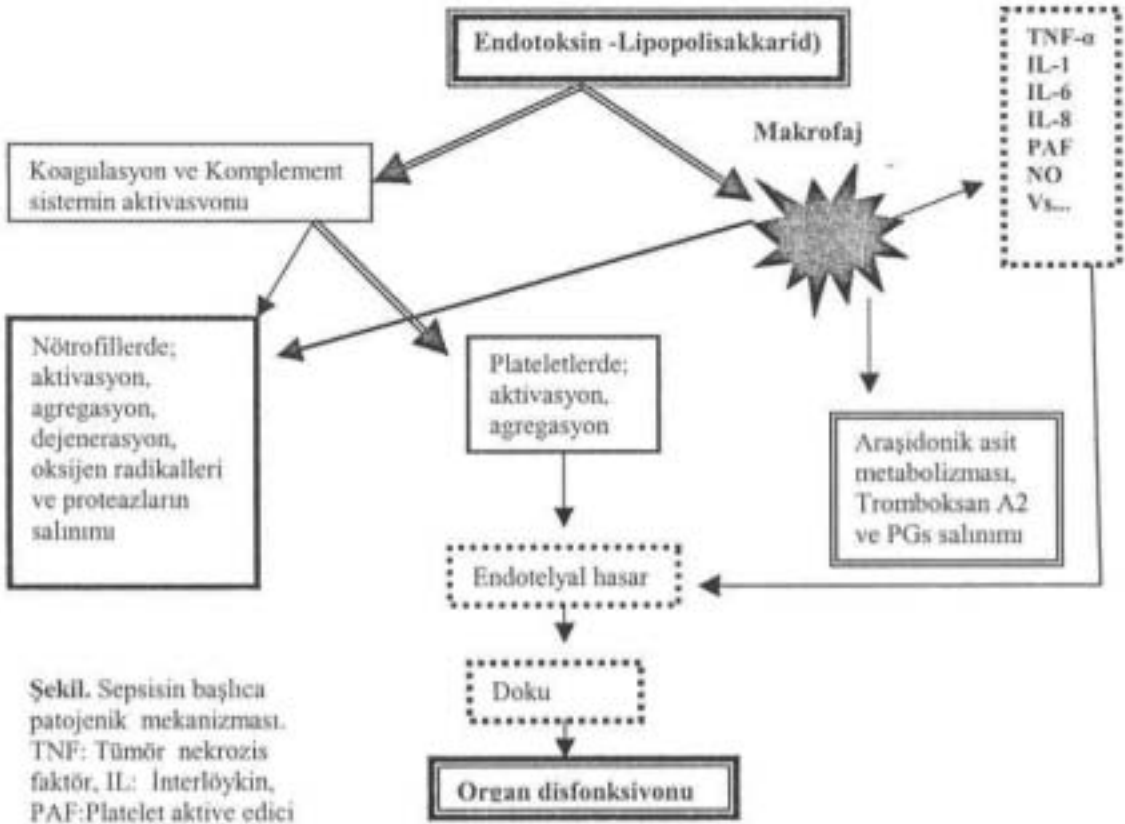 Endotoksin -Lipopolisakkarid)
TNF-α
IL-1
IL-6
IL-8
PAF
NO
Vs...
Makrofaj
Koagulasyon ve Komplement
sistemin aktivasvonu
Nötrofillerde;
aktivasyon,
agregasyon,
dejenerasyon,
oksijen radikalleri
ve proteazların
salınımı
Plateletlerde;
aktivasyon,
agregasyon
Araşidonik asit
metabolizması,
Tromboksan A2
ve PGs salınımı
Endotelyal hasar
Doku
Organ disfonksivonu
Şekil. Sepsisin başlıca
patojenik mekanizması.
TNF: Tümör nekrozis
faktör, IL: İnterlöykin,
PAF:Platelet aktive edici